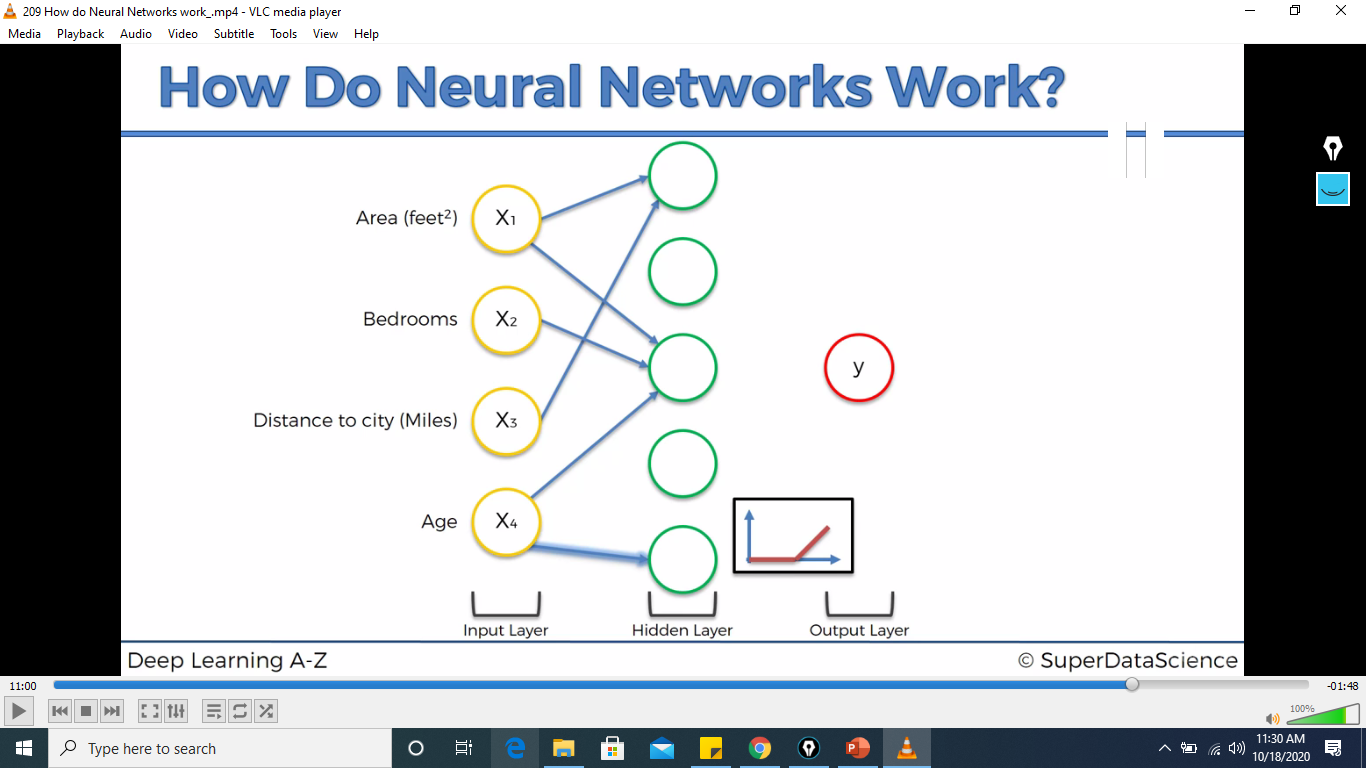 209 How do Neural Networks work_.mp4 - VLC media player
Media Playback Audio Video Subtitle Tools View Help
How Do Neural Networks Work?
Area (feet²) X₁
Bedrooms X₂
Distance to city (Miles) X₃
Age X₄
y
Input Layer Hidden Layer Output Layer
Deep Learning A-Z © SuperDataScience
11:00 -01:48
100%
Type here to search
11:30 AM
10/18/2020